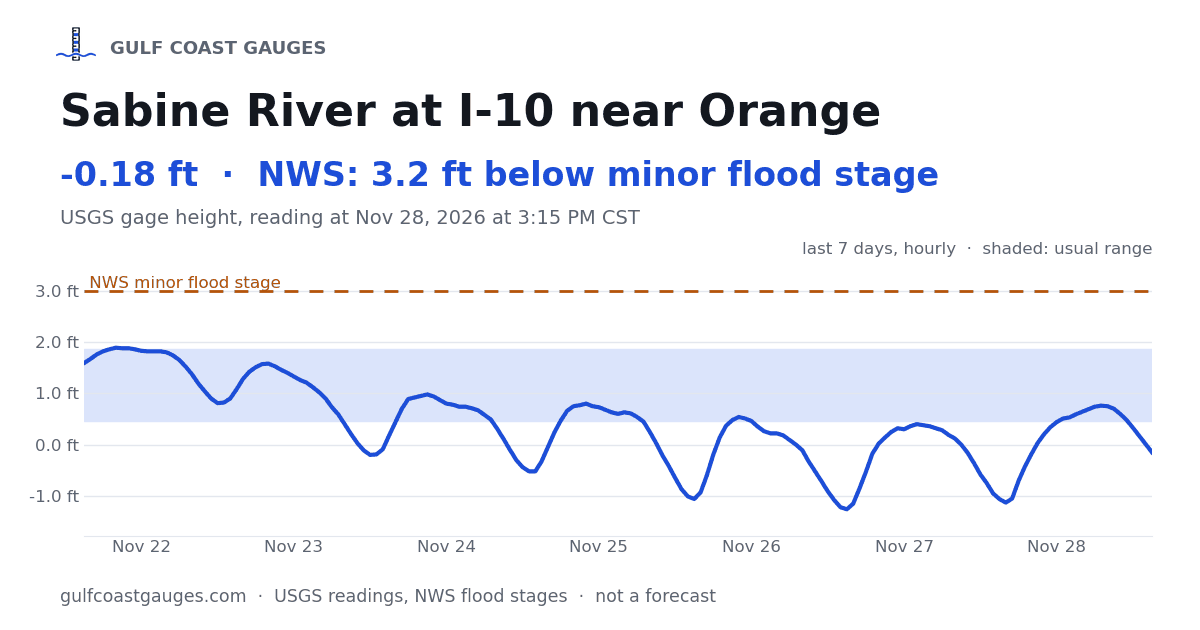 GULF COAST GAUGES
Sabine River at I-10 near Orange
-0.18 ft · NWS: 3.2 ft below minor flood stage
USGS gage height, reading at Nov 28, 2026 at 3:15 PM CST
last 7 days, hourly · shaded: usual range
NWS minor flood stage
3.0 ft
2.0 ft
1.0 ft
0.0 ft
-1.0 ft
Nov 22 Nov 23 Nov 24 Nov 25 Nov 26 Nov 27 Nov 28
gulfcoastgauges.com · USGS readings, NWS flood stages · not a forecast